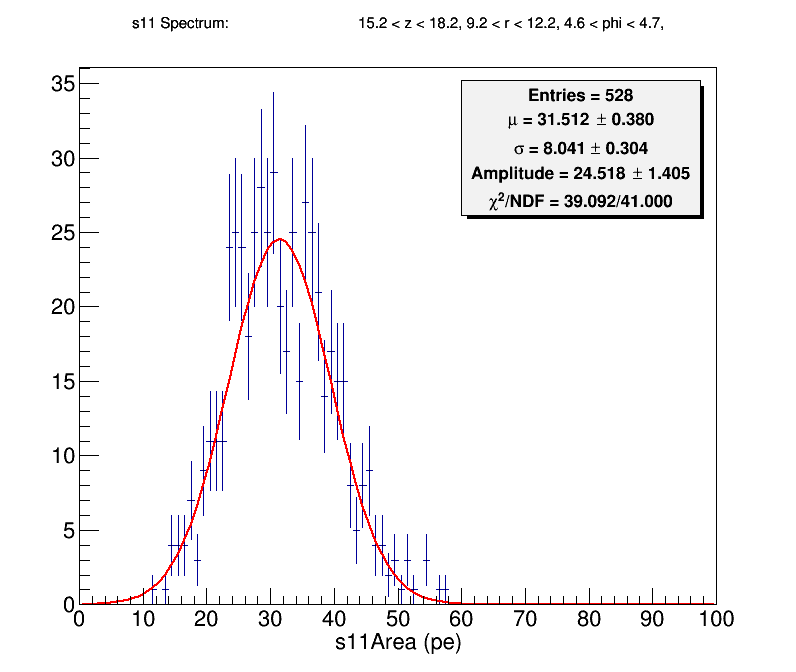 s11 Spectrum: 15.2 < z < 18.2, 9.2 < r < 12.2, 4.6 < phi < 4.7,
Entries = 528
μ = 31.512 ± 0.380
σ = 8.041 ± 0.304
Amplitude = 24.518 ± 1.405
χ²/NDF = 39.092/41.000
35
30
25
20
15
10
5
0
0 10 20 30 40 50 60 70 80 90 100
s11Area (pe)